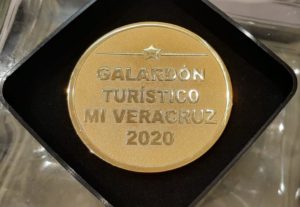 GALARDÓN
TURÍSTICO
MI VERACRUZ
2020